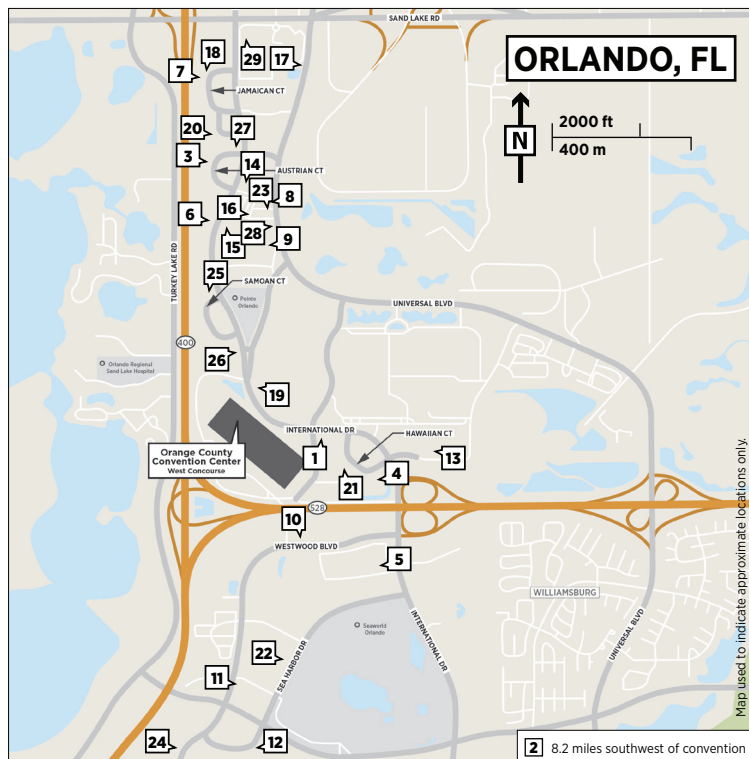 SAND LAKE RD
18
29
17
ORLANDO, FL
7
JAMAICAN CT
2000 ft
N
400 m
20
27
3
14
AUSTRIAN CT
23
8
16
6
28
9
15
TURKEY LAKE RD
25
SAMOAN CT
Pointe
Orlando
UNIVERSAL BLVD
400
26
Orlando Regional
Sand Lake Hospital
19
INTERNATIONAL DR
HAWAIIAN CT
Orange County
Convention Center
West Concourse
1
13
4
21
10
528
WESTWOOD BLVD
5
WILLIAMSBURG
Seaworld
Orlando
INTERNATIONAL DR
UNIVERSAL BLVD
22
SEA HARBOR DR
11
24
12
2 8.2 miles southwest of convention
Map used to indicate approximate locations only.